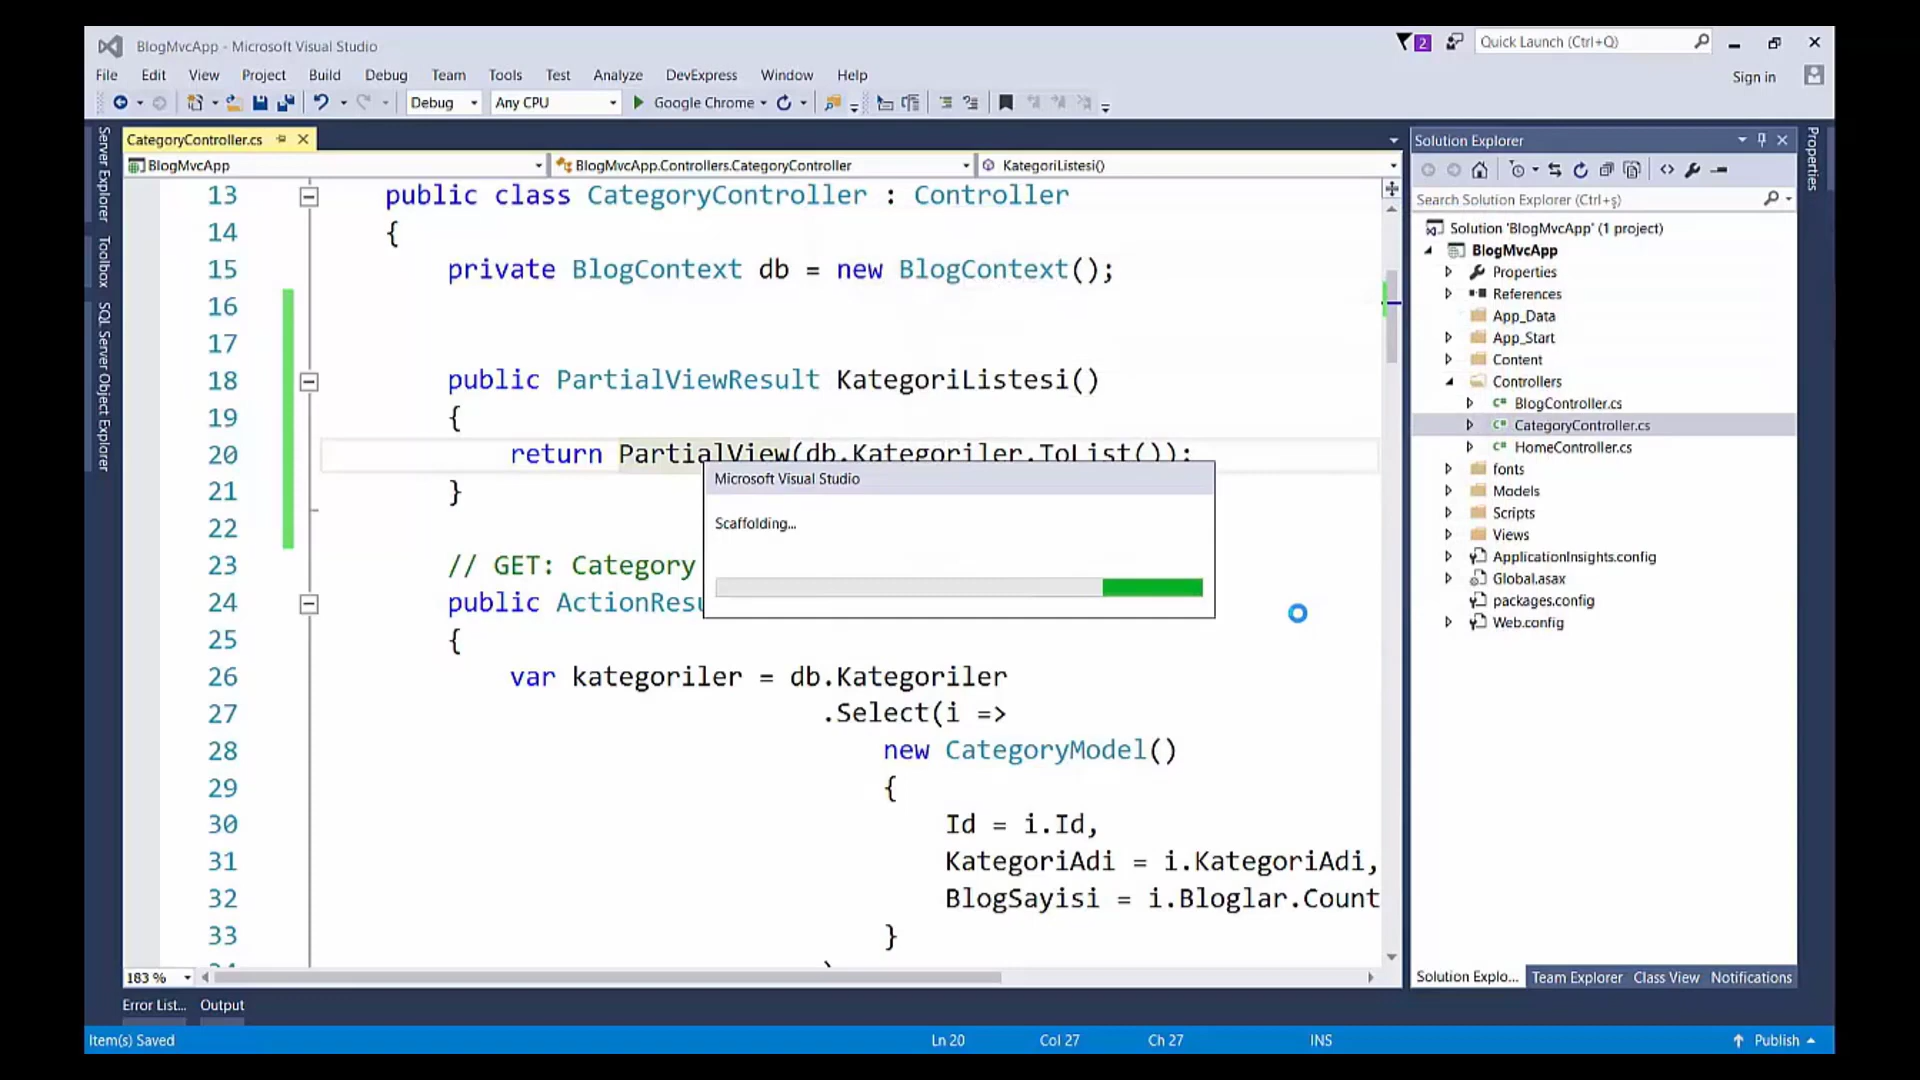 BlogMvcApp - Microsoft Visual Studio
2
Quick Launch (Ctrl+Q)
File Edit View Project Build Debug Team Tools Test Analyze DevExpress Window Help
Sign in
Debug Any CPU Google Chrome
Server Explorer
Toolbox
SQL Server Object Explorer
CategoryController.cs
BlogMvcApp BlogMvcApp.Controllers.CategoryController KategoriListesi()
13 public class CategoryController : Controller
14 {
15 private BlogContext db = new BlogContext();
16
17
18 public PartialViewResult KategoriListesi()
19 {
20 return PartialView(db.Kategoriler.ToList());
21 }
22
23 // GET: Category
24 public ActionResu
25 {
26 var kategoriler = db.Kategoriler
27 .Select(i =>
28 new CategoryModel()
29 {
30 Id = i.Id,
31 KategoriAdi = i.KategoriAdi,
32 BlogSayisi = i.Bloglar.Count
33 }
Microsoft Visual Studio
Scaffolding...
183 %
Solution Explorer
Search Solution Explorer (Ctrl+ş)
Solution 'BlogMvcApp' (1 project)
BlogMvcApp
Properties
References
App_Data
App_Start
Content
Controllers
C# BlogController.cs
C# CategoryController.cs
C# HomeController.cs
fonts
Models
Scripts
Views
ApplicationInsights.config
Global.asax
packages.config
Web.config
Solution Explo... Team Explorer Class View Notifications
Properties
Error List... Output
Item(s) Saved Ln 20 Col 27 Ch 27 INS Publish